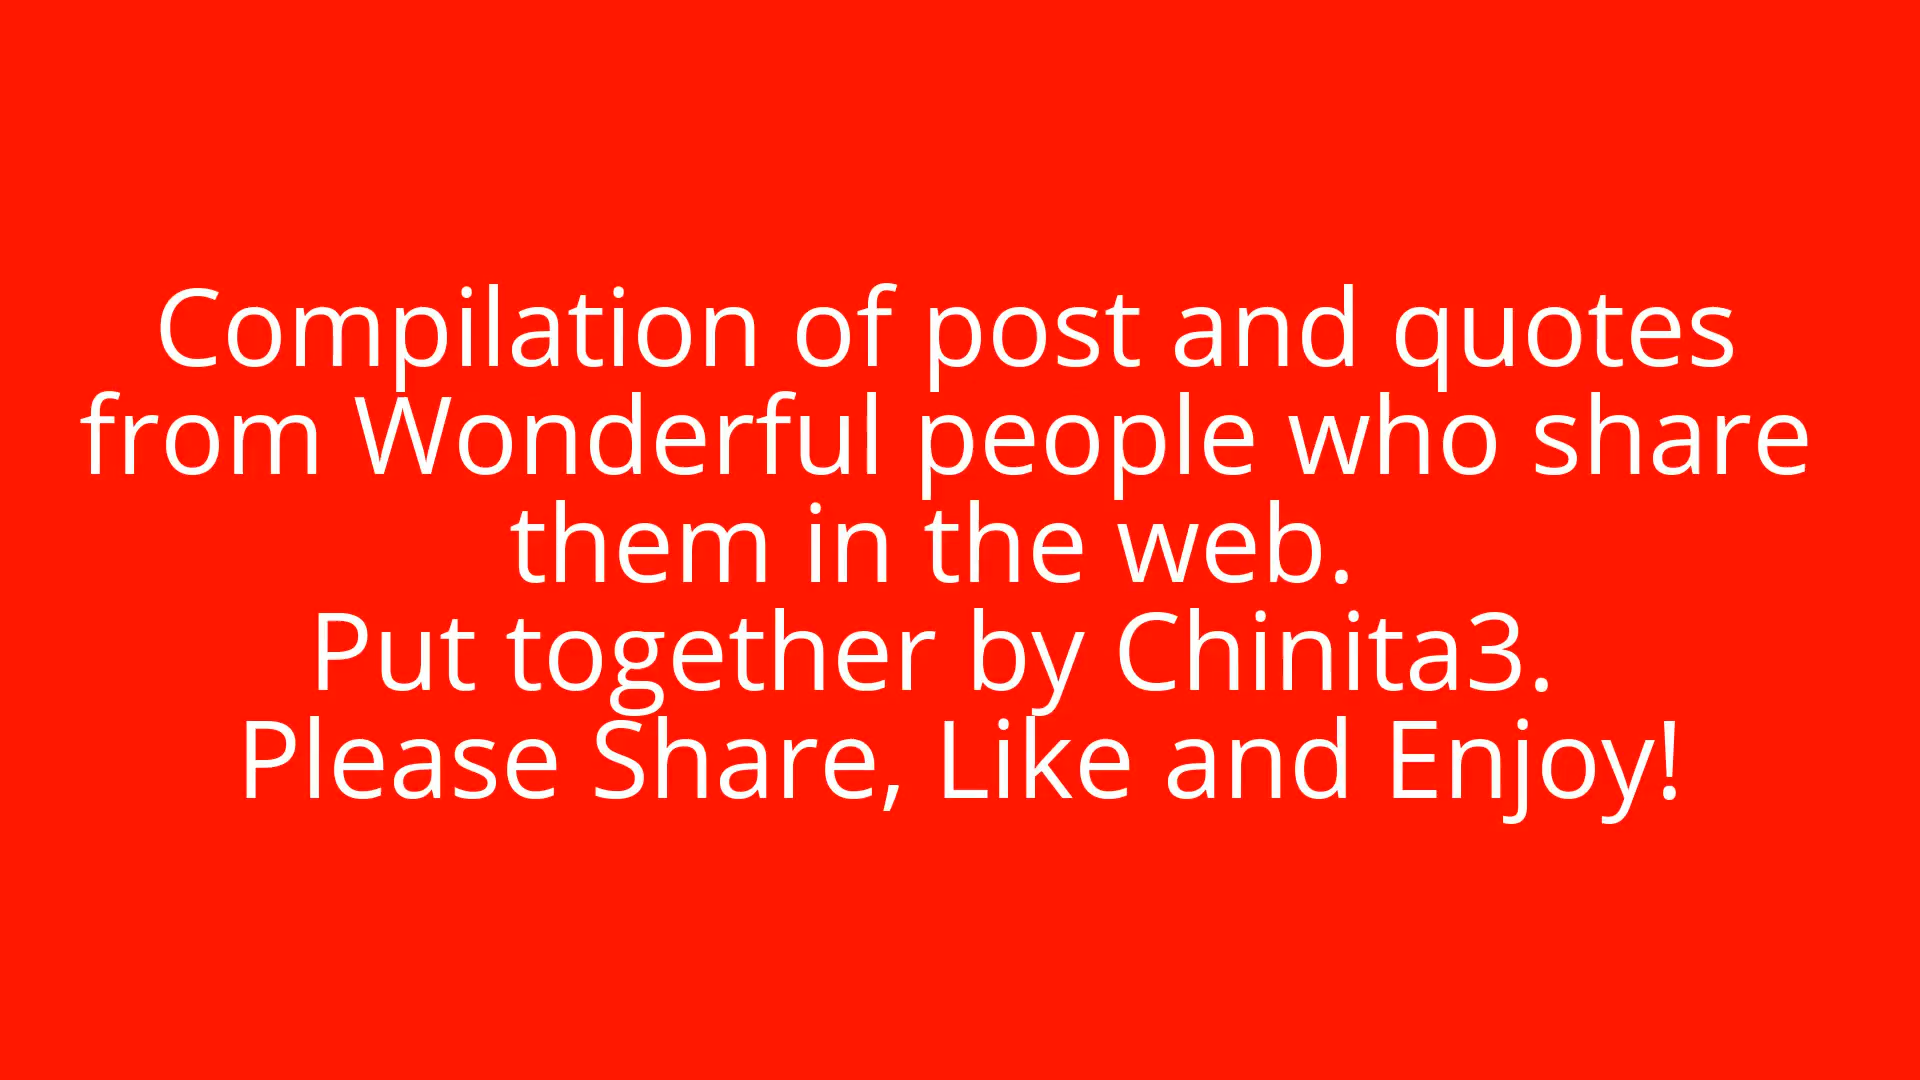 Compilation of post and quotes
from Wonderful people who share
them in the web.
Put together by Chinita3.
Please Share, Like and Enjoy!